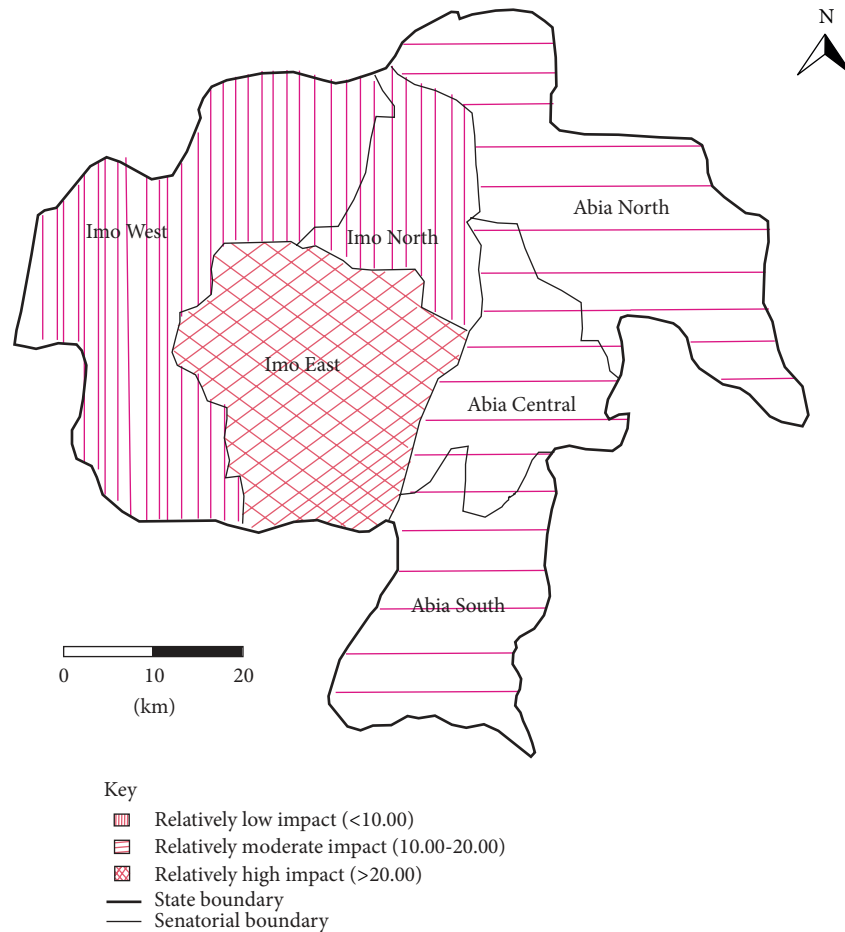 N
Abia North
Imo West
Imo North
Imo East
Abia Central
Abia South
0 10 20
(km)
Key
Relatively low impact (<10.00)
Relatively moderate impact (10.00-20.00)
Relatively high impact (>20.00)
State boundary
Senatorial boundary